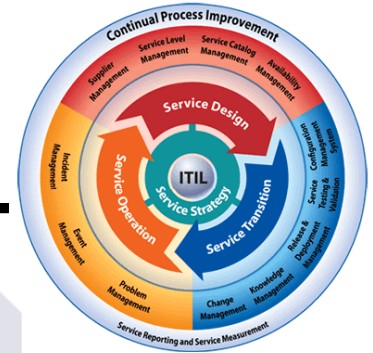 Continual Process Improvement
Supplier
Management
Service Level
Management
Service Catalog
Management
Availability
Management
System
Configuration
Management
Service
Testing &
Validation
Release &
Deployment
Management
Knowledge
Management
Change
Management
Problem
Management
Event
Management
Incident
Management
Service Design
Service Transition
Service Operation
ITIL
Service Strategy
Service Reporting and Service Measurement